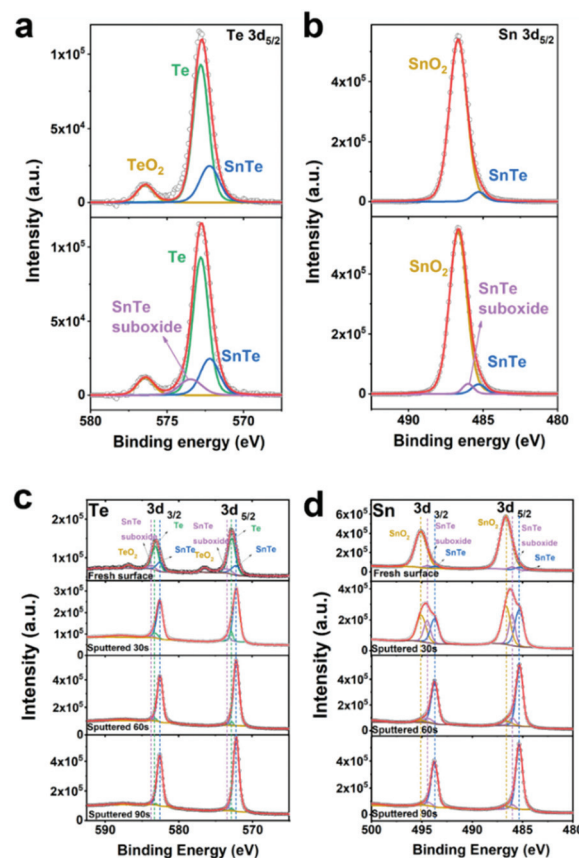 a
Te 3d5/2
Te
TeO2
SnTe
1x10^5
5x10^4
0
Te
SnTe
suboxide
SnTe
1x10^5
5x10^4
0
Intensity (a.u.)
580 575 570
Binding energy (eV)
b
Sn 3d5/2
SnO2
SnTe
4x10^5
2x10^5
0
SnO2
SnTe
suboxide
SnTe
4x10^5
2x10^5
0
Intensity (a.u.)
490 485 480
Binding energy (eV)
c
Te
3d 3/2
3d 5/2
SnTe
suboxide
Te
TeO2
SnTe
SnTe
suboxide
Te
TeO2
SnTe
2x10^5
1x10^5
Fresh surface
3x10^5
2x10^5
1x10^5
0
Sputtered 30s
4x10^5
2x10^5
0
Sputtered 60s
4x10^5
2x10^5
0
Sputtered 90s
Intensity (a.u.)
590 580 570
Binding Energy (eV)
d
Sn
3d 3/2
3d 5/2
SnO2
SnTe
suboxide
SnTe
SnO2
SnTe
suboxide
SnTe
6x10^5
4x10^5
2x10^5
0
Fresh surface
4x10^5
2x10^5
0
Sputtered 30s
4x10^5
2x10^5
0
Sputtered 60s
4x10^5
2x10^5
0
Sputtered 90s
Intensity (a.u.)
500 495 490 485 480
Binding Energy (eV)